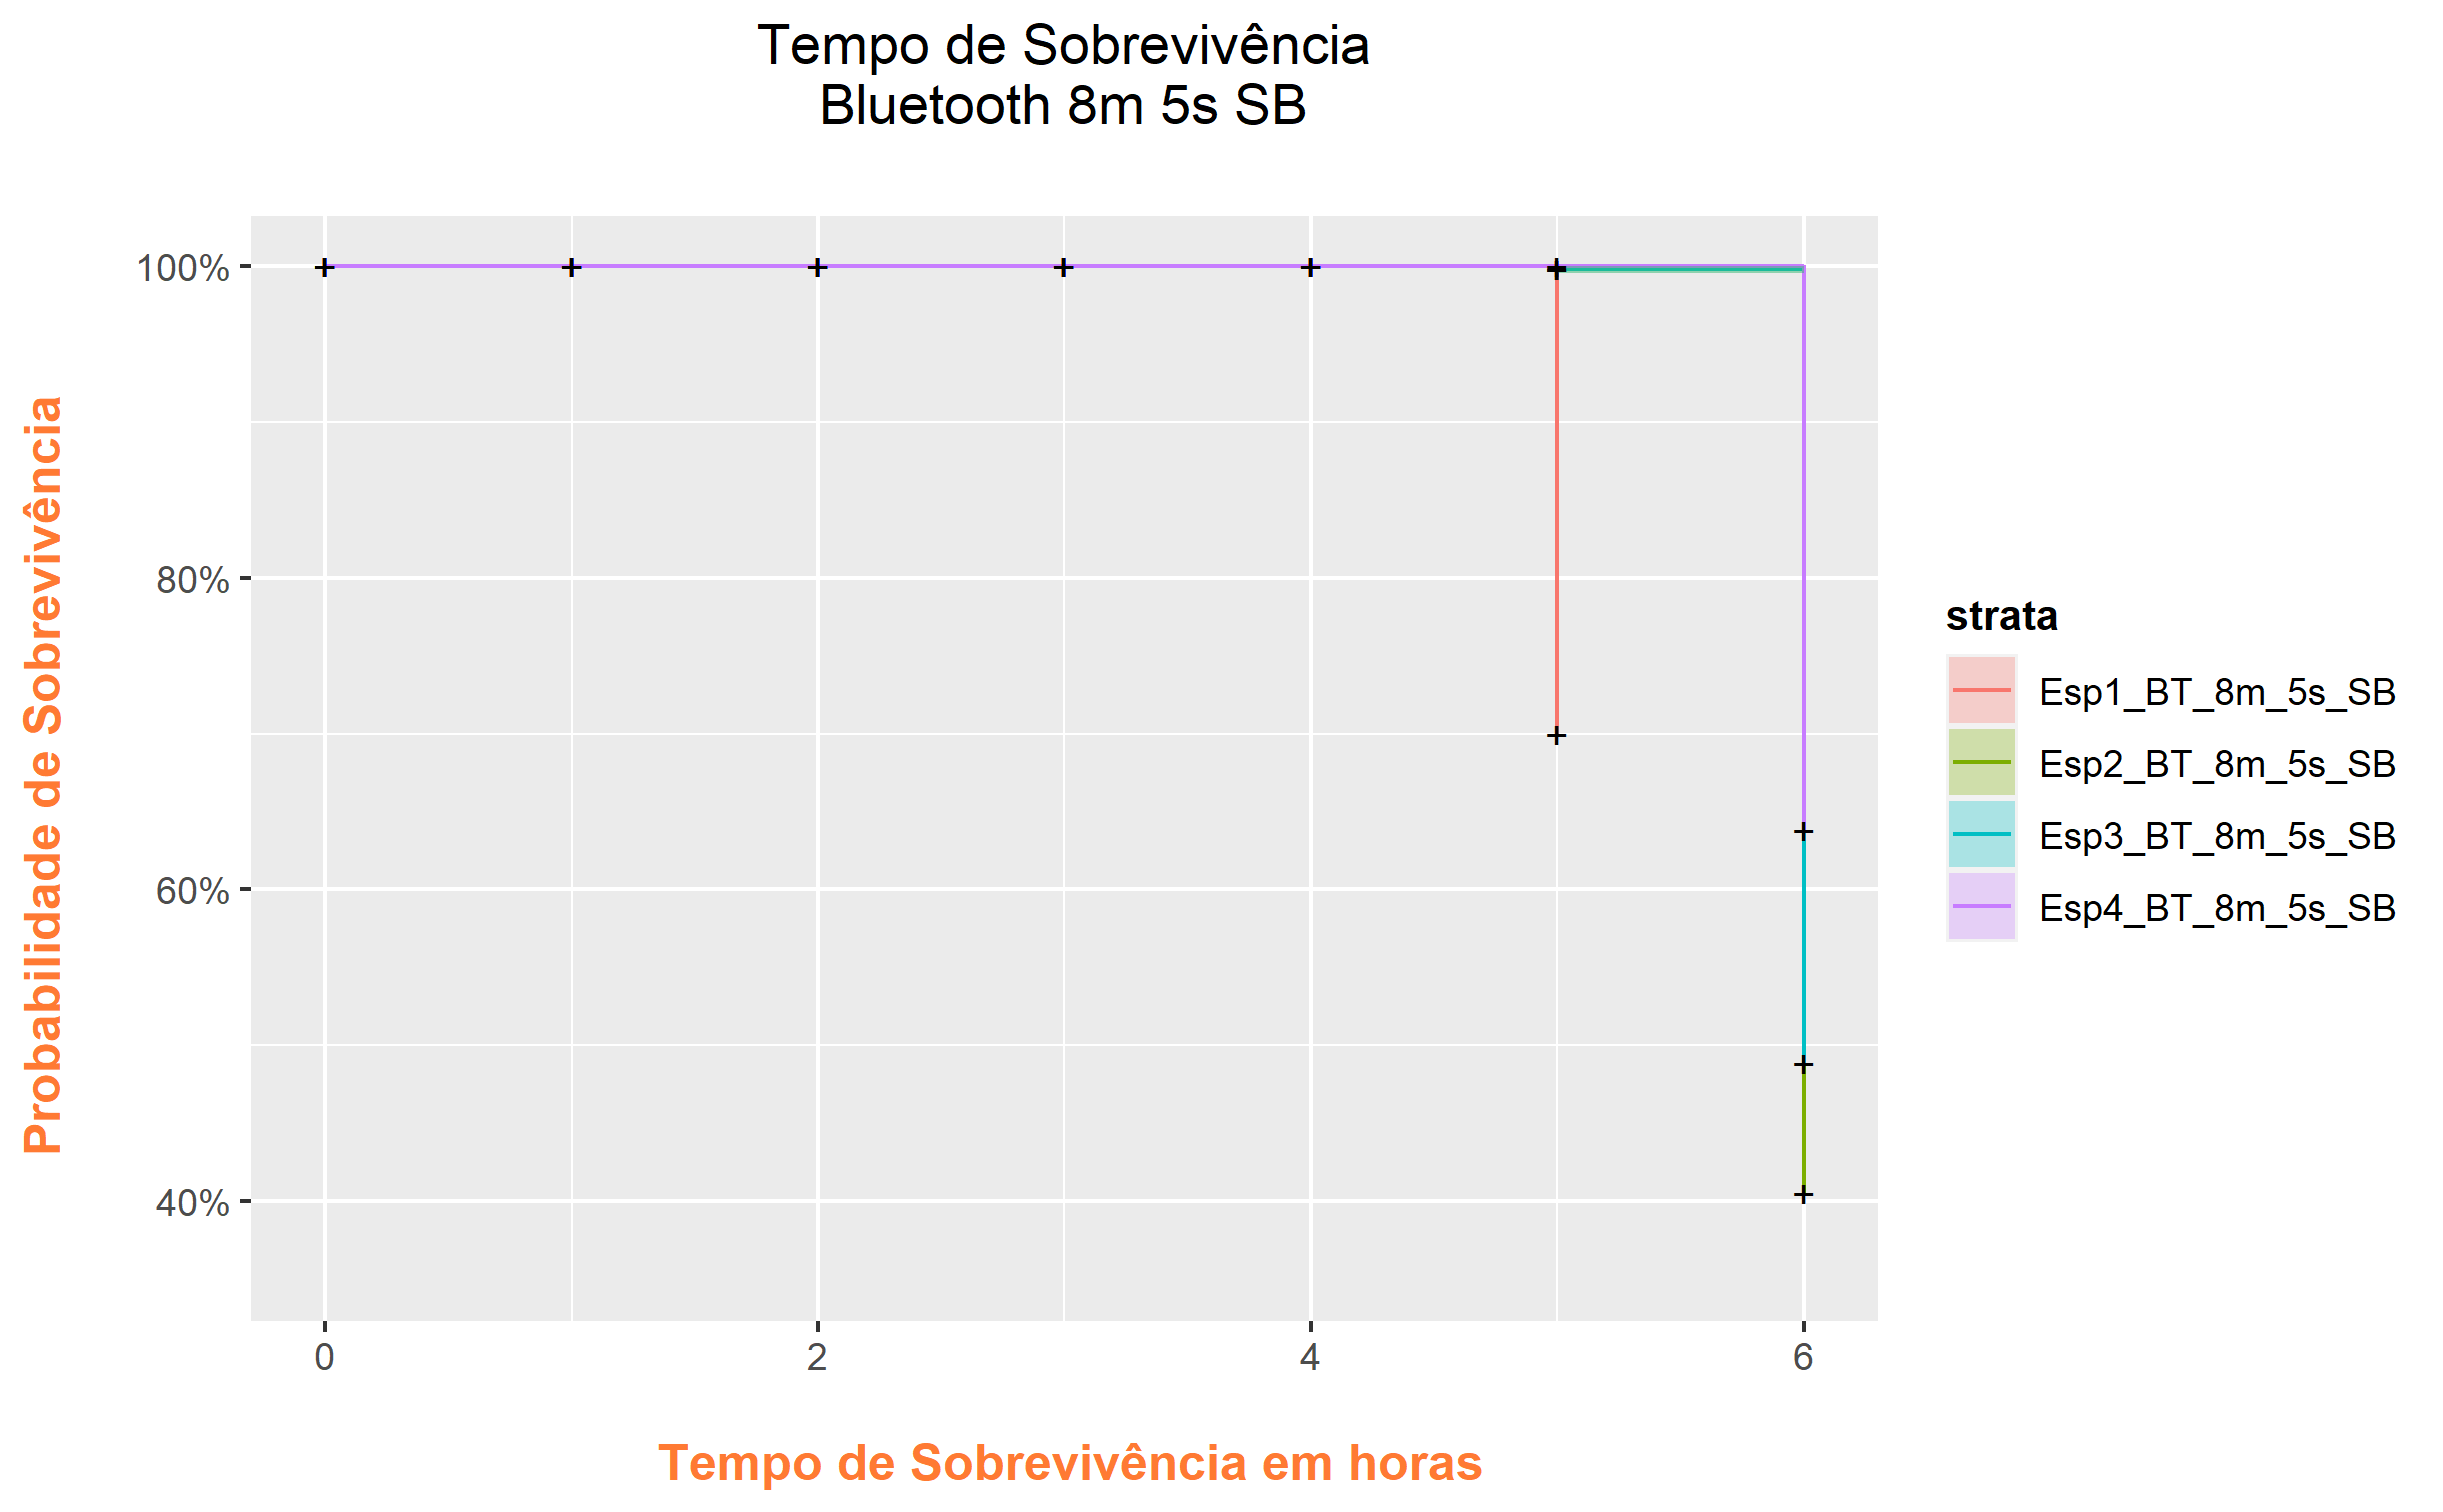 Tempo de Sobrevivência
Bluetooth 8m 5s SB
Probabilidade de Sobrevivência
100%
80%
60%
40%
0
2
4
6
Tempo de Sobrevivência em horas
strata
Esp1_BT_8m_5s_SB
Esp2_BT_8m_5s_SB
Esp3_BT_8m_5s_SB
Esp4_BT_8m_5s_SB